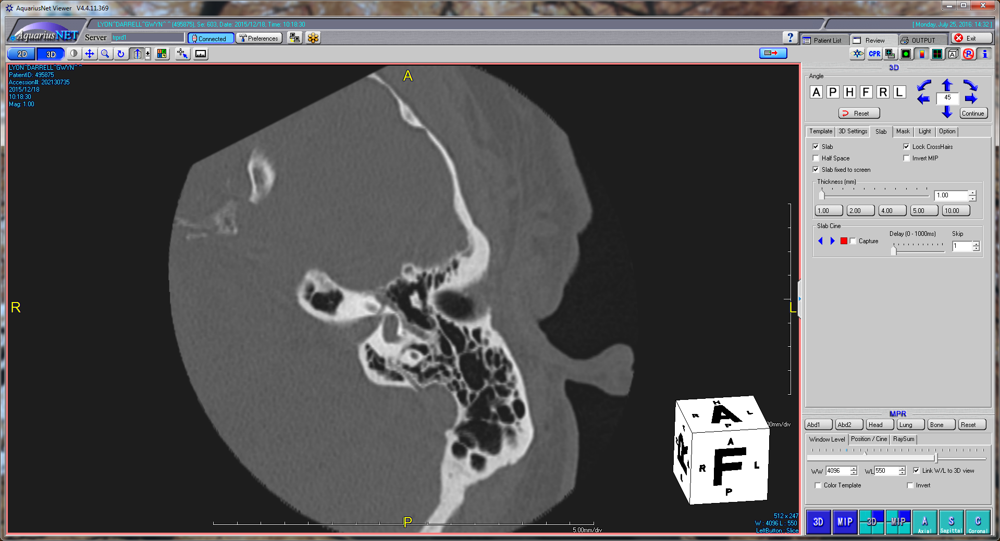 AquariusNet Viewer V4.4.11.369
LYON^DARRELL^GWYN^ ^ (495875), Se: 603, Date: 2015/12/18, Time: 10:18:30
[ Monday, July 25, 2016: 14:32 ]
AquariusNET
Server
trprd1
Connected
Preferences
?
Patient List
Review
OUTPUT
Exit
2D
3D
CPR
A
P
i
LYON^DARRELL^GWYN^ ^
PatientID: 495875
Accession#: 202130735
2015/12/18
10:18:30
Mag: 1.00
A
R
L
P
5.00mm/div
00mm/div
H
R
A
L
P
A
R
F
L
P
512 x 247
W : 4096 L : 550
LeftButton : Slice
3D
Angle
A P H F R L
45
Reset
Continue
Template
3D Settings
Slab
Mask
Light
Option
Slab
Lock CrossHairs
Half Space
Invert MIP
Slab fixed to screen
Thickness (mm)
1.00
1.00
2.00
4.00
5.00
10.00
Slab Cine
Delay (0 - 1000ms)
Skip
Capture
1
MPR
Abd1
Abd2
Head
Lung
Bone
Reset
Window Level
Position / Cine
RaySum
WW 4096
WL 550
Link W/L to 3D view
Color Template
Invert
3D
MIP
3D
MIP
A
Axial
S
Sagittal
C
Coronal